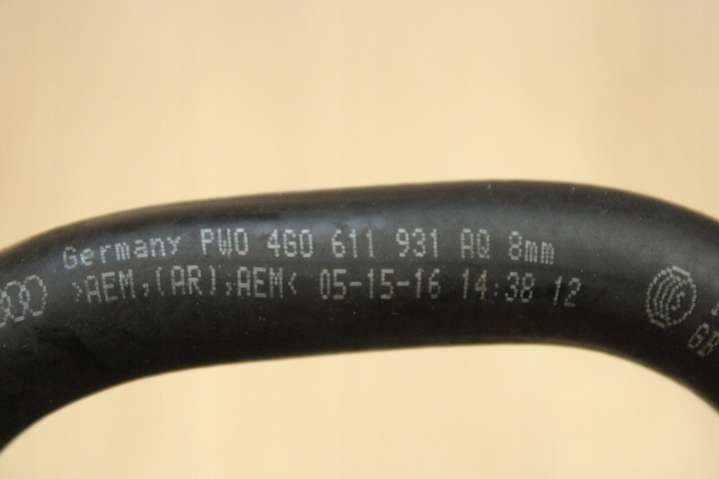 Germany PWO 4G0 611 931 AQ 8mm
>AEM,(AR),AEM< 05-15-16 14:38 12